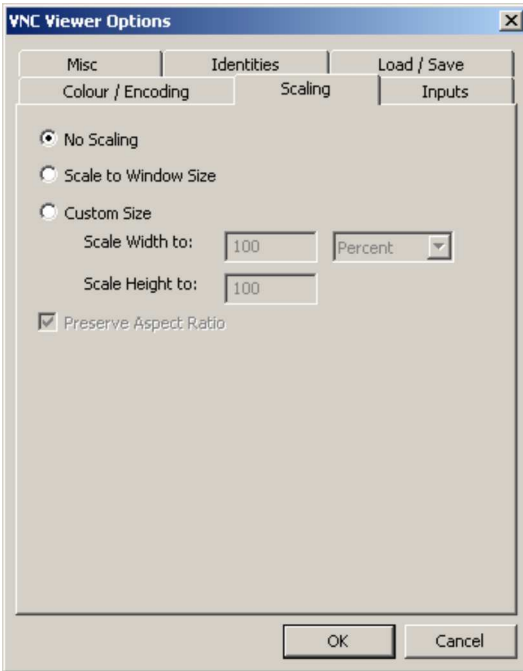 VNC Viewer Options
Misc Identities Load / Save
Colour / Encoding Scaling Inputs
No Scaling
Scale to Window Size
Custom Size
Scale Width to: 100 Percent
Scale Height to: 100
Preserve Aspect Ratio
OK Cancel